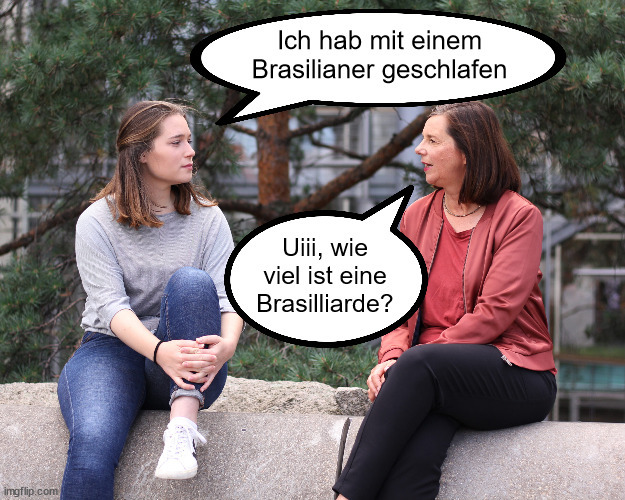 Ich hab mit einem
Brasilianer geschlafen
Uiii, wie
viel ist eine
Brasilliarde?
imgflip.com